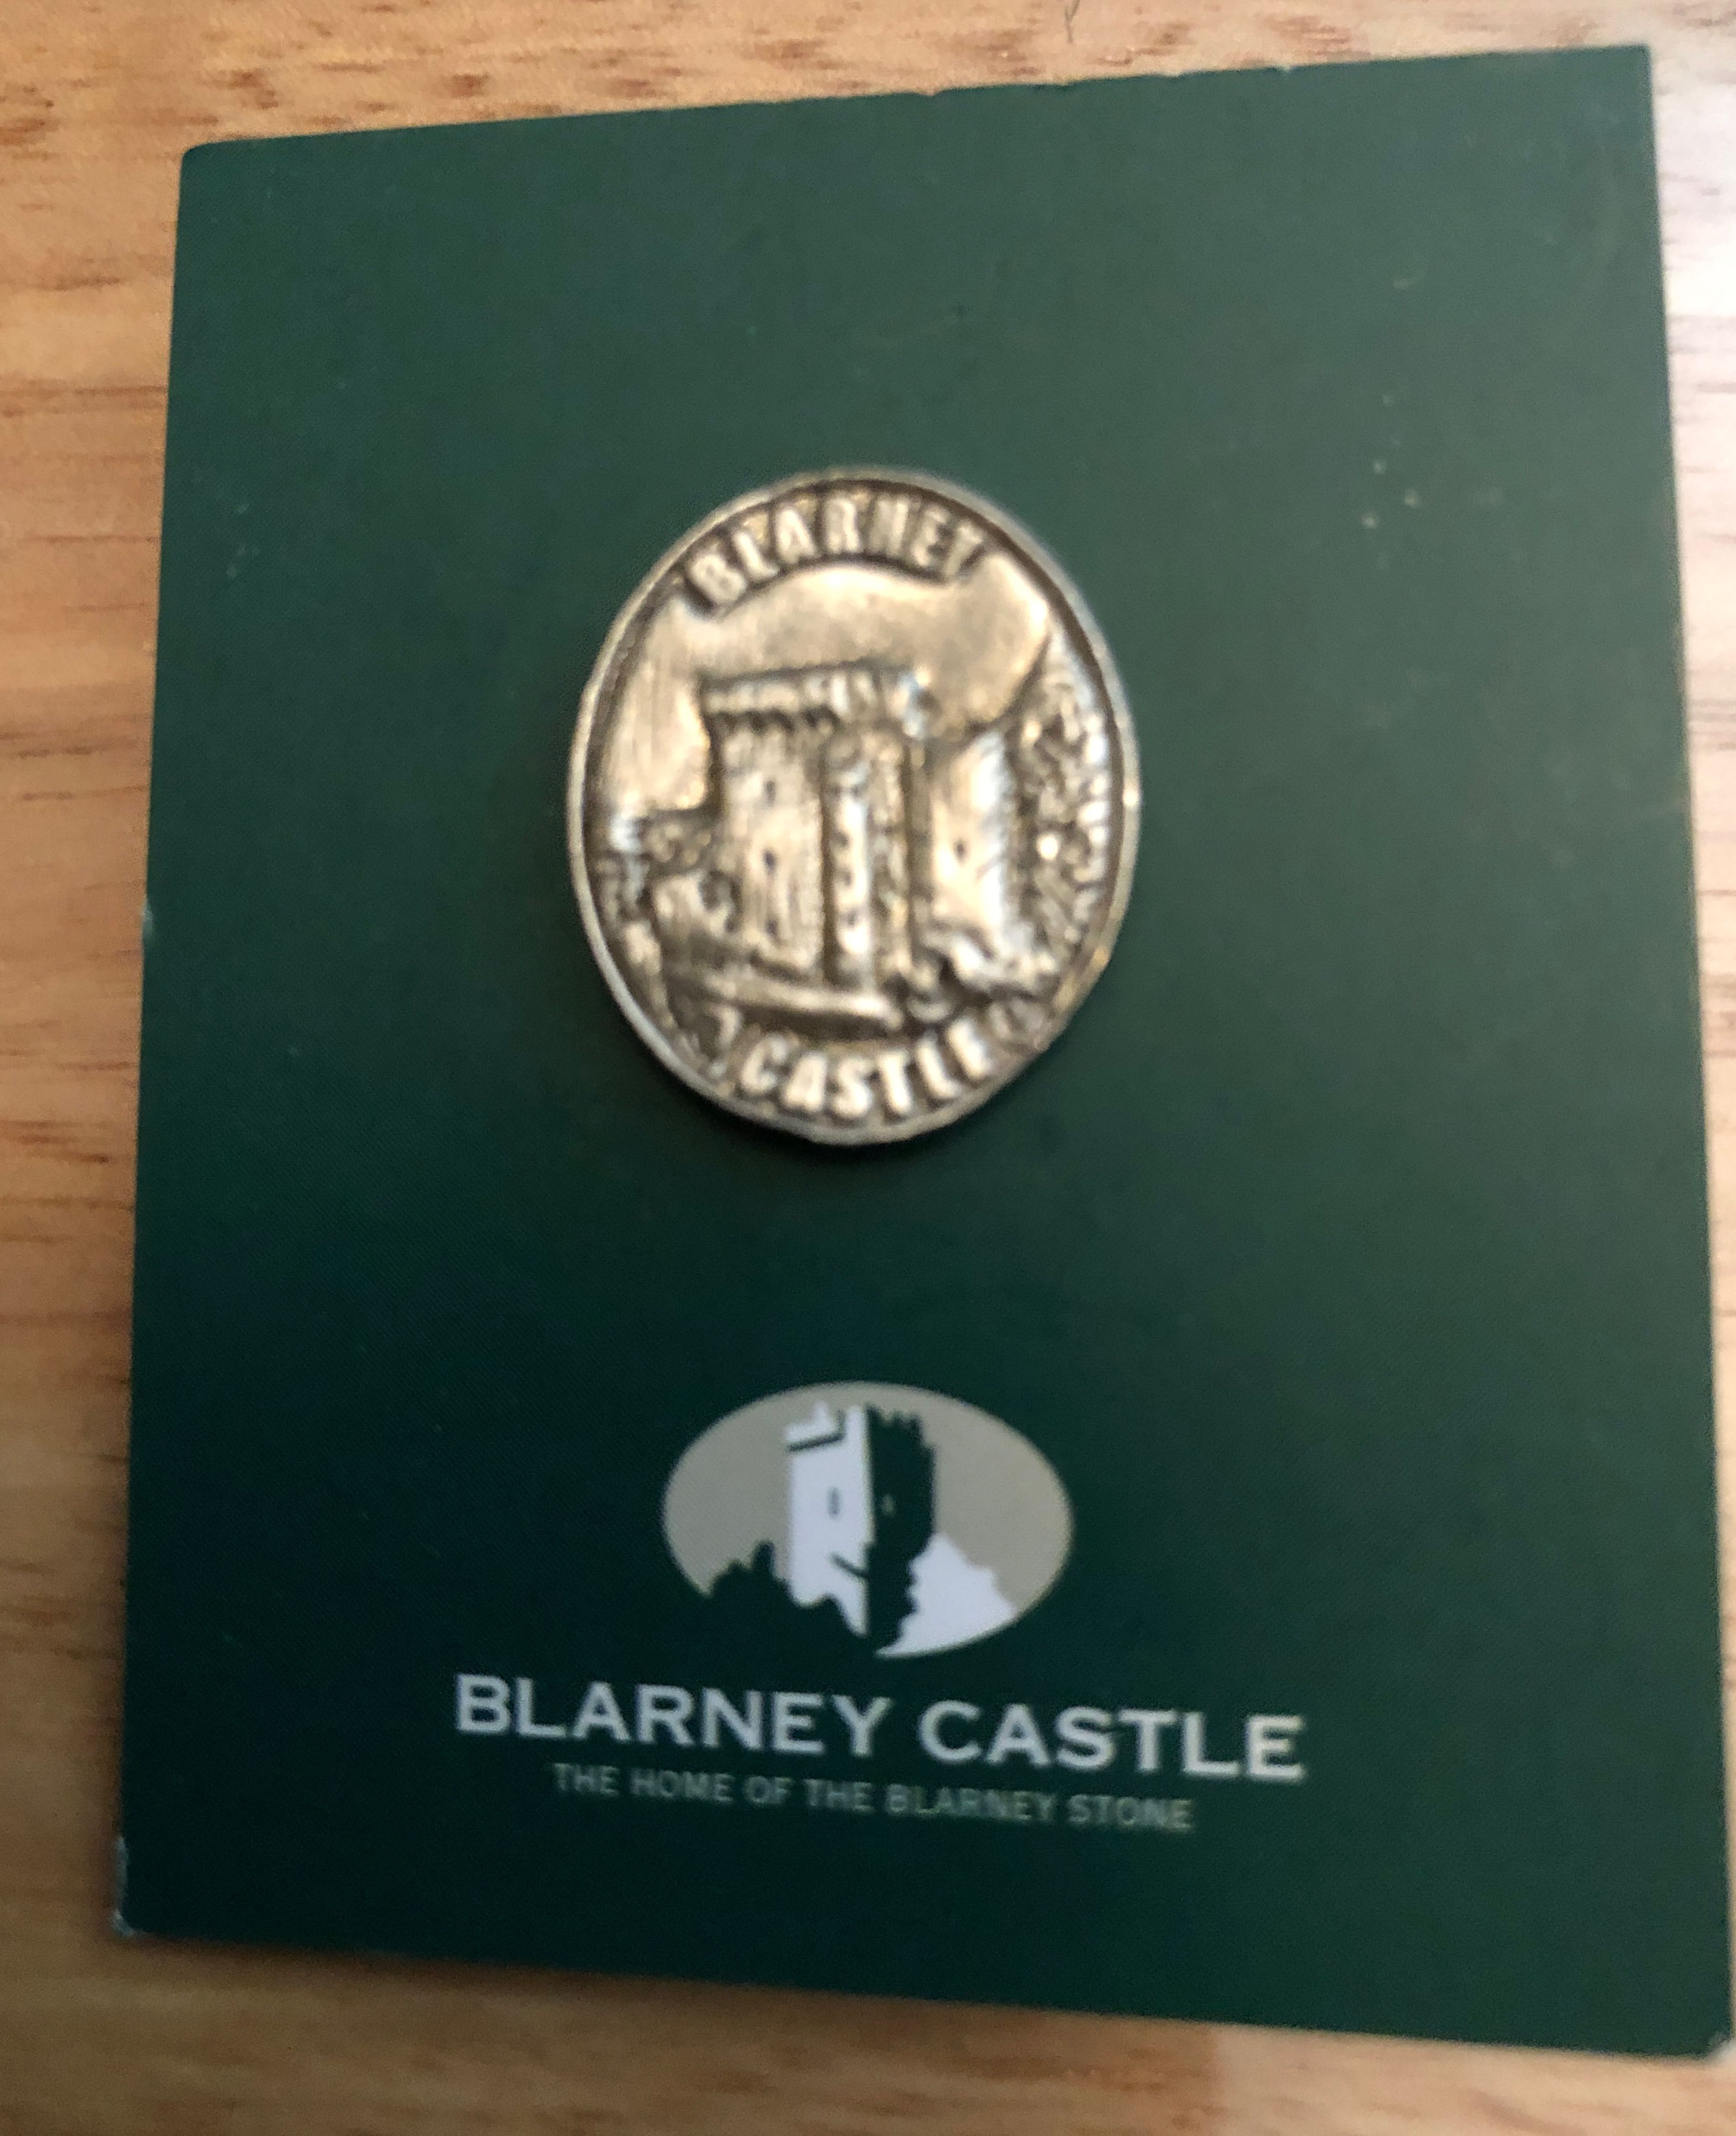 BLARNEY
CASTLE
BLARNEY CASTLE
THE HOME OF THE BLARNEY STONE